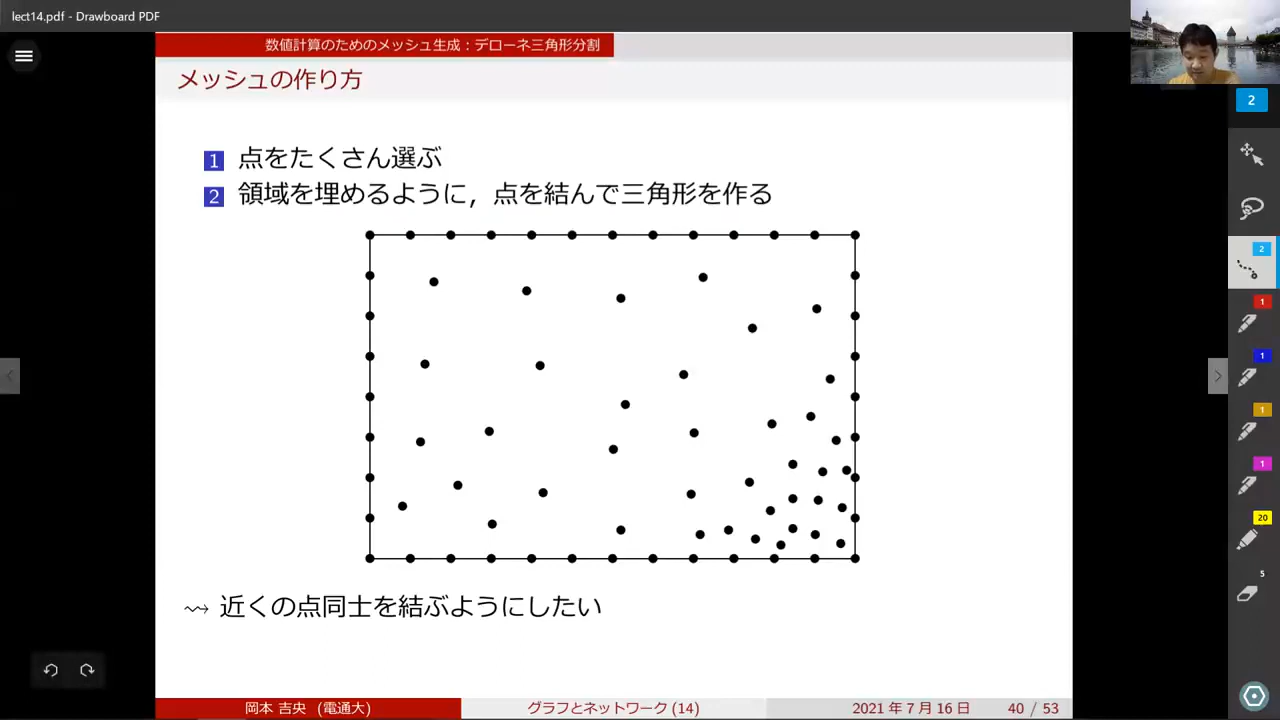 lect14.pdf - Drawboard PDF
数値計算のためのメッシュ生成：デローネ三角形分割
メッシュの作り方
1 点をたくさん選ぶ
2 領域を埋めるように，点を結んで三角形を作る
⇝ 近くの点同士を結ぶようにしたい
岡本 吉央 (電通大)
グラフとネットワーク (14)
2021 年 7 月 16 日
40 / 53
2
2
1
1
1
1
20
5